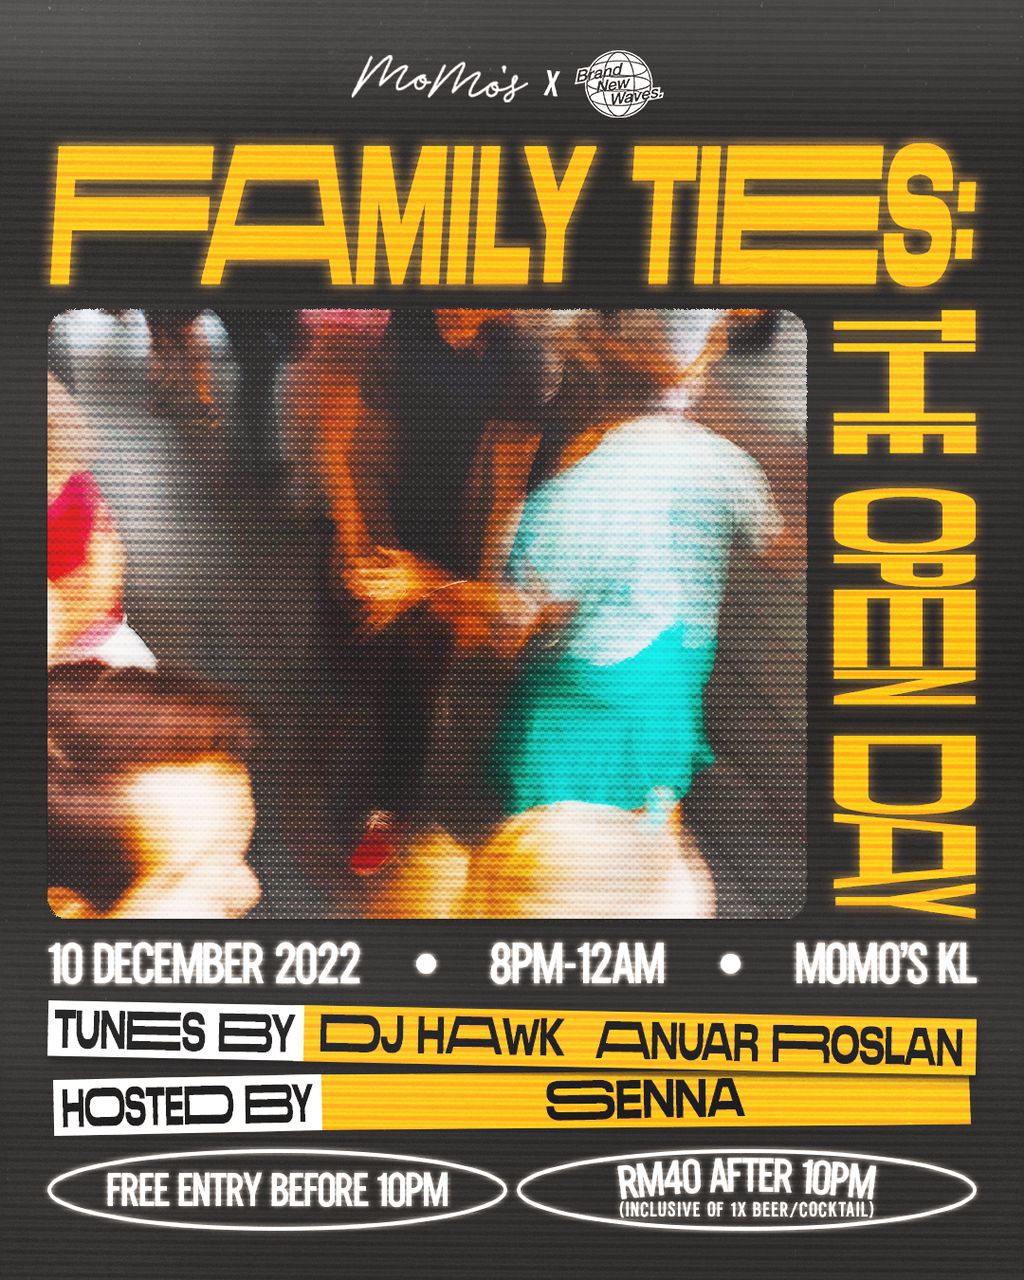 MoMo's X Brand New Waves.
FAMILY TIES:
THE OPEN DAY
10 DECEMBER 2022 • 8PM-12AM • MOMO'S KL
TUNES BY DJ HAWK ANUAR ROSLAN
HOSTED BY SENNA
FREE ENTRY BEFORE 10PM
RM40 AFTER 10PM
(INCLUSIVE OF 1X BEER/COCKTAIL)